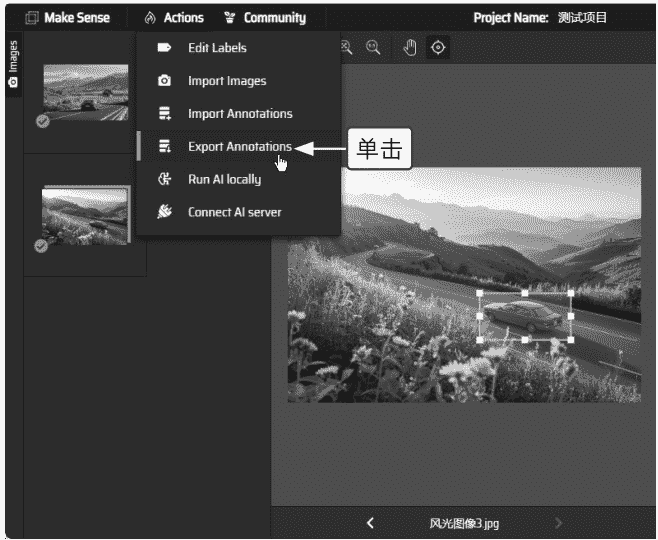 Make Sense
Actions
Community
Project Name: 测试项目
Images
Edit Labels
Import Images
Import Annotations
Export Annotations
单击
Run AI locally
Connect AI server
风光图像3.jpg